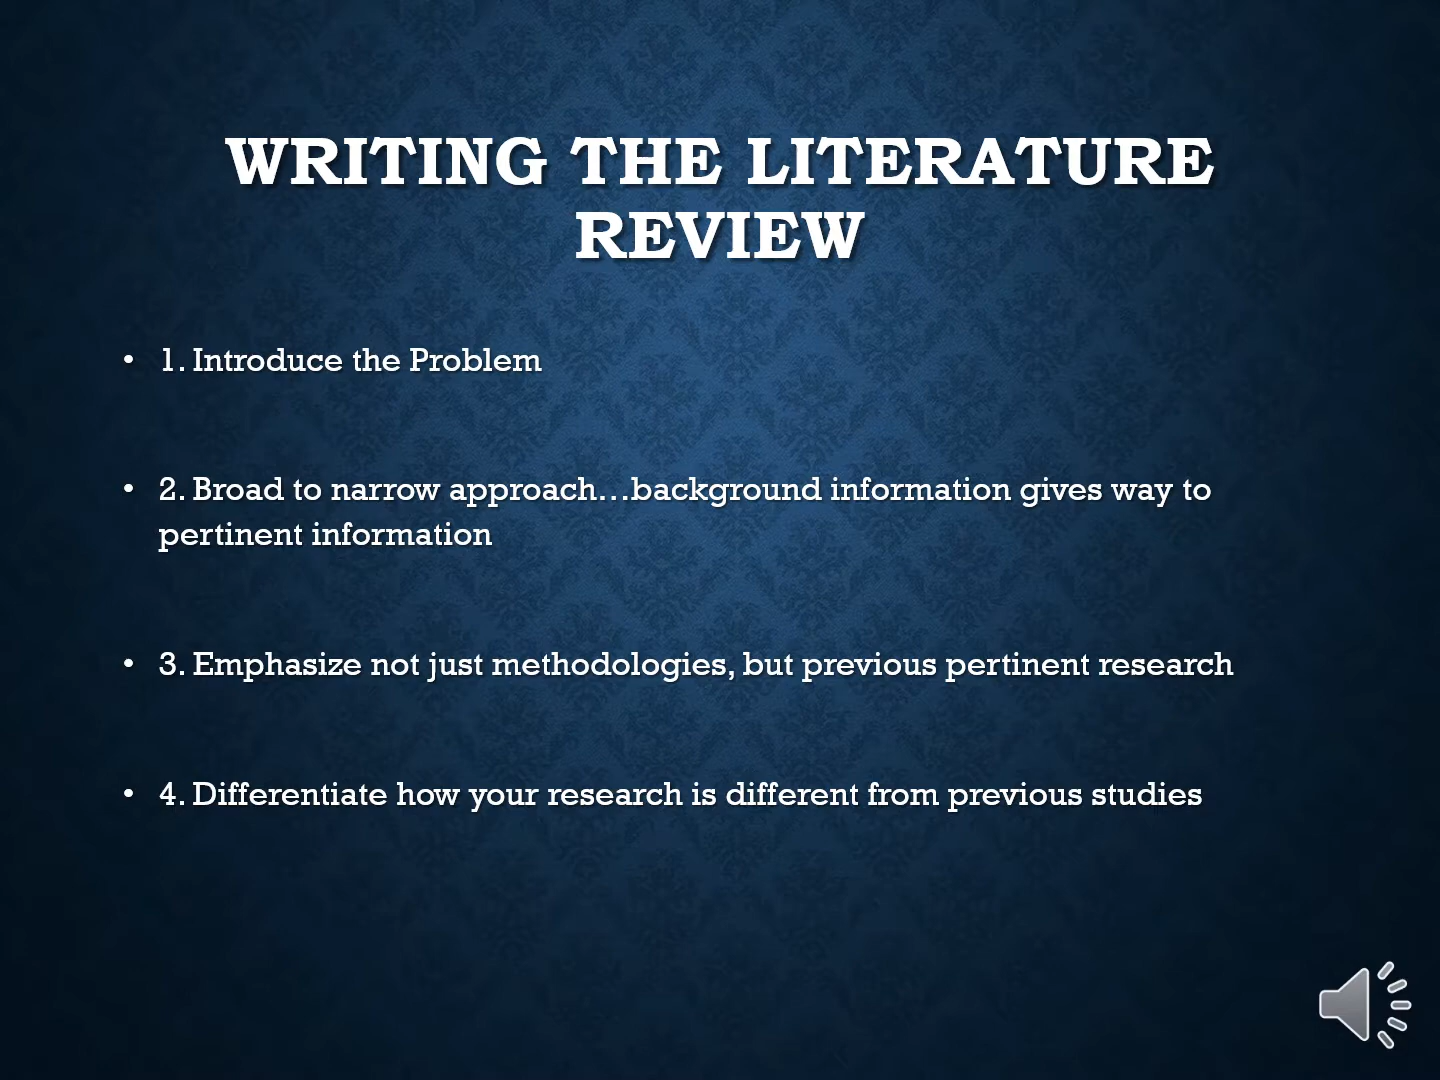 WRITING THE LITERATURE
REVIEW
• 1. Introduce the Problem
• 2. Broad to narrow approach…background information gives way to
pertinent information
• 3. Emphasize not just methodologies, but previous pertinent research
• 4. Differentiate how your research is different from previous studies